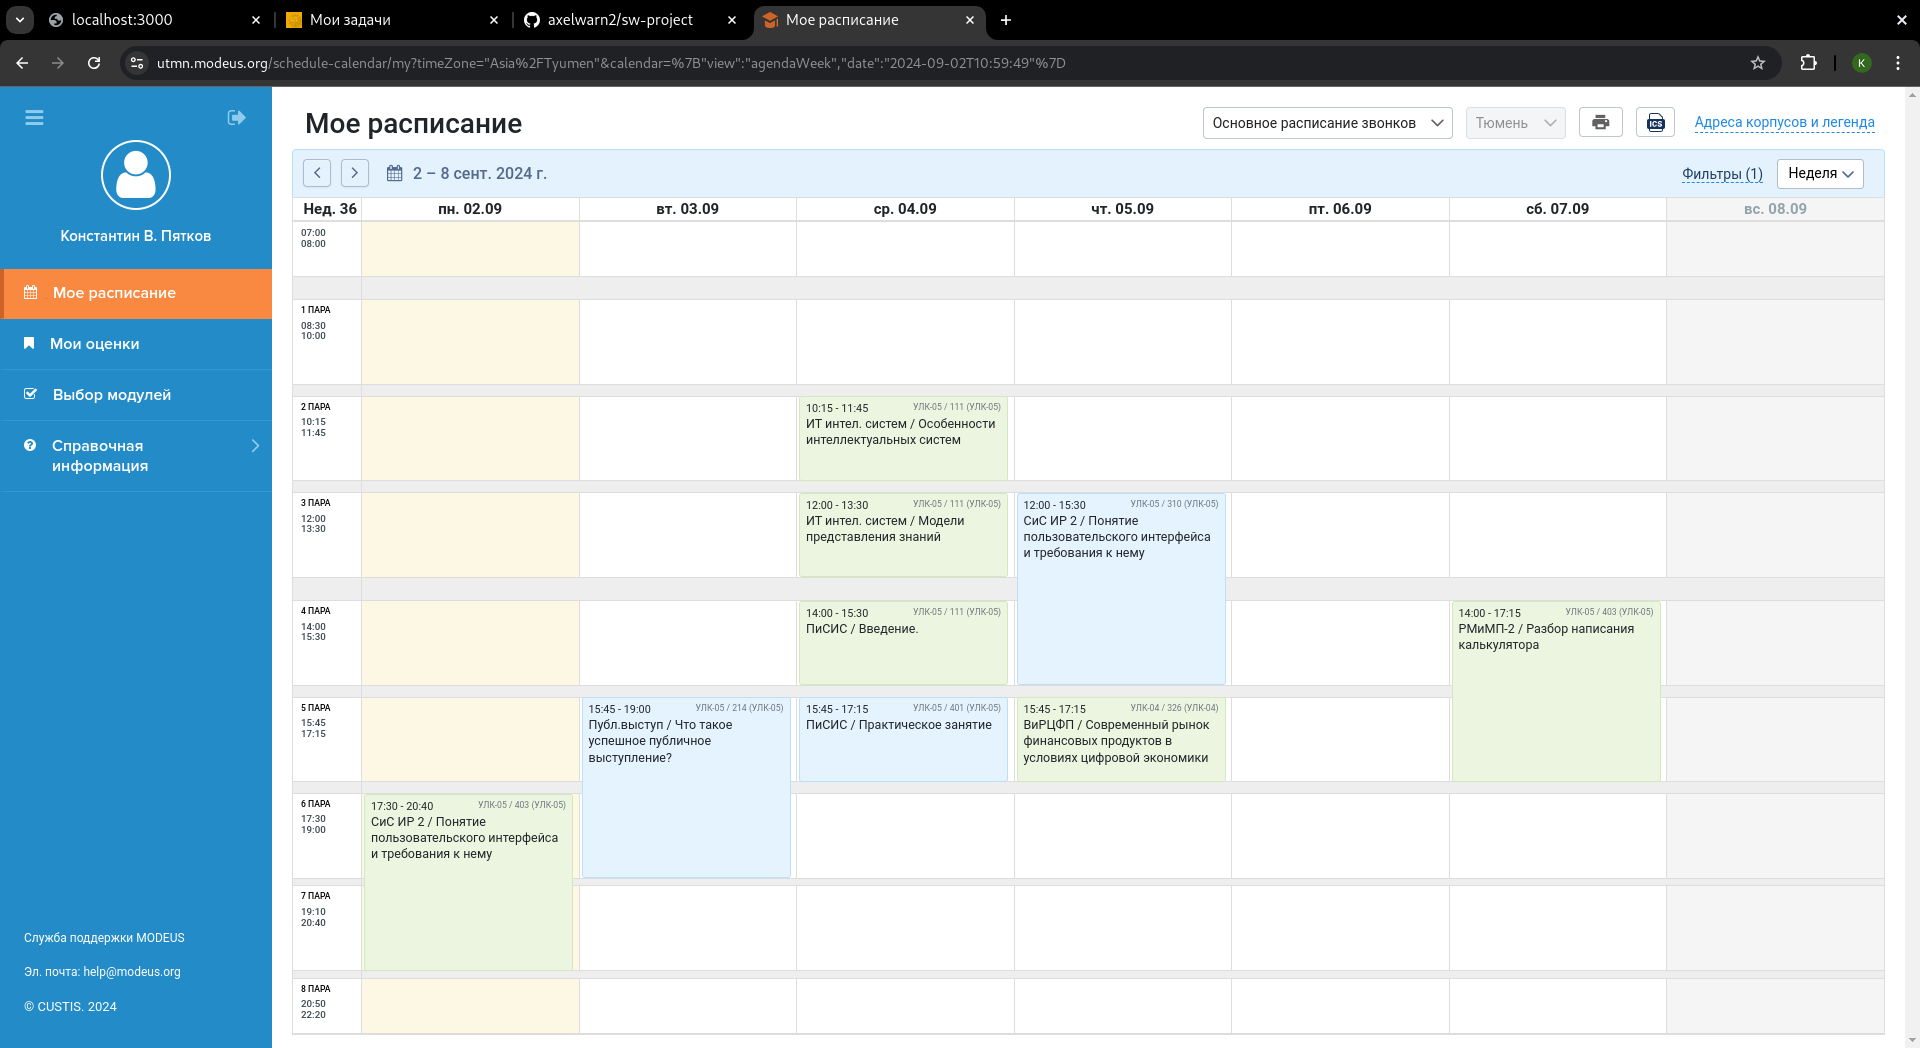 localhost:3000
Мои задачи
axelwarn2/sw-project
Мое расписание
utmn.modeus.org/schedule-calendar/my?timeZone="Asia%2FTyumen"&calendar=%7B"view":"agendaWeek","date":"2024-09-02T10:59:49"%7D
K
Константин В. Пятков
Мое расписание
Мои оценки
Выбор модулей
Справочная
информация
Служба поддержки MODEUS
Эл. почта: help@modeus.org
© CUSTIS. 2024
Мое расписание
Основное расписание звонков
Тюмень
ICS
Адреса корпусов и легенда
2 – 8 сент. 2024 г.
Фильтры (1)
Неделя
Нед. 36
пн. 02.09
вт. 03.09
ср. 04.09
чт. 05.09
пт. 06.09
сб. 07.09
вс. 08.09
07:00
08:00
1 ПАРА
08:30
10:00
2 ПАРА
10:15
11:45
10:15 - 11:45 УЛК-05 / 111 (УЛК-05)
ИТ интел. систем / Особенности
интеллектуальных систем
3 ПАРА
12:00
13:30
12:00 - 13:30 УЛК-05 / 111 (УЛК-05)
ИТ интел. систем / Модели
представления знаний
12:00 - 15:30 УЛК-05 / 310 (УЛК-05)
СиС ИР 2 / Понятие
пользовательского интерфейса
и требования к нему
4 ПАРА
14:00
15:30
14:00 - 15:30 УЛК-05 / 111 (УЛК-05)
ПиСИС / Введение.
14:00 - 17:15 УЛК-05 / 403 (УЛК-05)
РМиМП-2 / Разбор написания
калькулятора
5 ПАРА
15:45
17:15
15:45 - 19:00 УЛК-05 / 214 (УЛК-05)
Публ.выступ / Что такое
успешное публичное
выступление?
15:45 - 17:15 УЛК-05 / 401 (УЛК-05)
ПиСИС / Практическое занятие
15:45 - 17:15 УЛК-04 / 326 (УЛК-04)
ВиРЦФП / Современный рынок
финансовых продуктов в
условиях цифровой экономики
6 ПАРА
17:30
19:00
17:30 - 20:40 УЛК-05 / 403 (УЛК-05)
СиС ИР 2 / Понятие
пользовательского интерфейса
и требования к нему
7 ПАРА
19:10
20:40
8 ПАРА
20:50
22:20